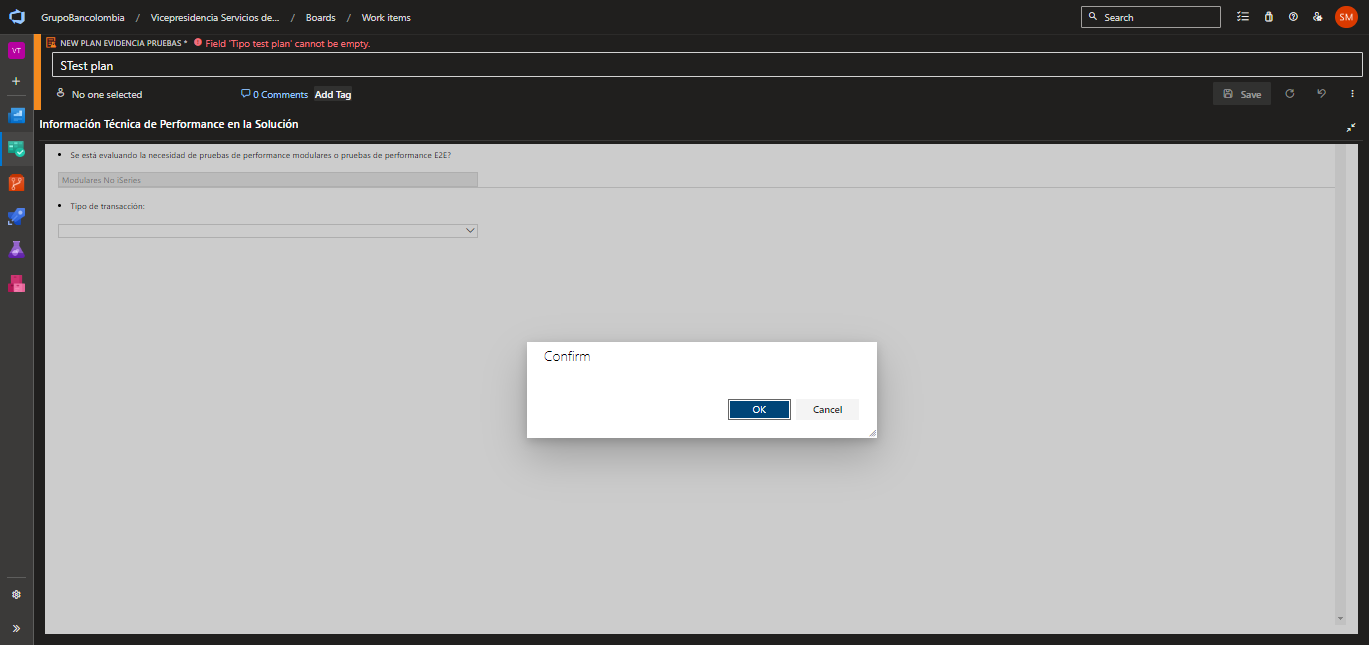 GrupoBancolombia / Vicepresidencia Servicios de... / Boards / Work items
Search
SM
VT
NEW PLAN EVIDENCIA PRUEBAS * Field 'Tipo test plan' cannot be empty.
STest plan
No one selected
0 Comments
Add Tag
Save
Información Técnica de Performance en la Solución
• Se está evaluando la necesidad de pruebas de performance modulares o pruebas de performance E2E?
Modulares No iSeries
• Tipo de transacción:
Confirm
OK
Cancel